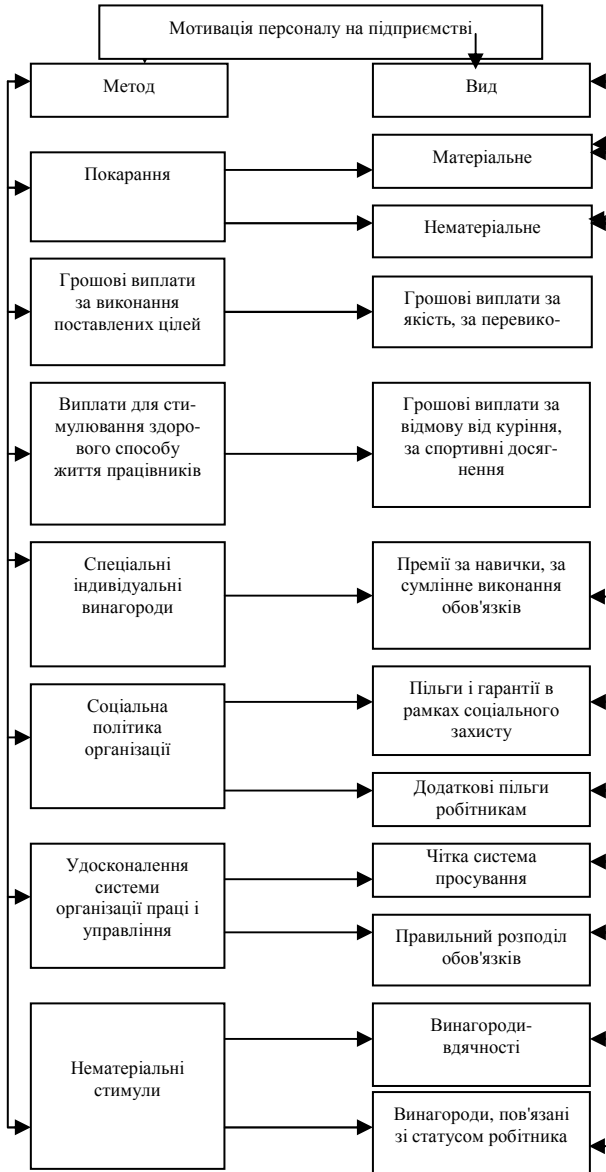 Мотивація персоналу на підприємстві
Метод
Вид
Покарання
Матеріальне
Нематеріальне
Грошові виплати
за виконання
поставлених цілей
Грошові виплати за
якість, за перевико-
Виплати для сти-
мулювання здоро-
вого способу
життя працівників
Грошові виплати за
відмову від куріння,
за спортивні досяг-
нення
Спеціальні
індивідуальні
винагороди
Премії за навички, за
сумлінне виконання
обов'язків
Соціальна
політика
організації
Пільги і гарантії в
рамках соціального
захисту
Додаткові пільги
робітникам
Удосконалення
системи
організації праці і
управління
Чітка система
просування
Правильний розподіл
обов'язків
Нематеріальні
стимули
Винагороди-
вдячності
Винагороди, пов'язані
зі статусом робітника